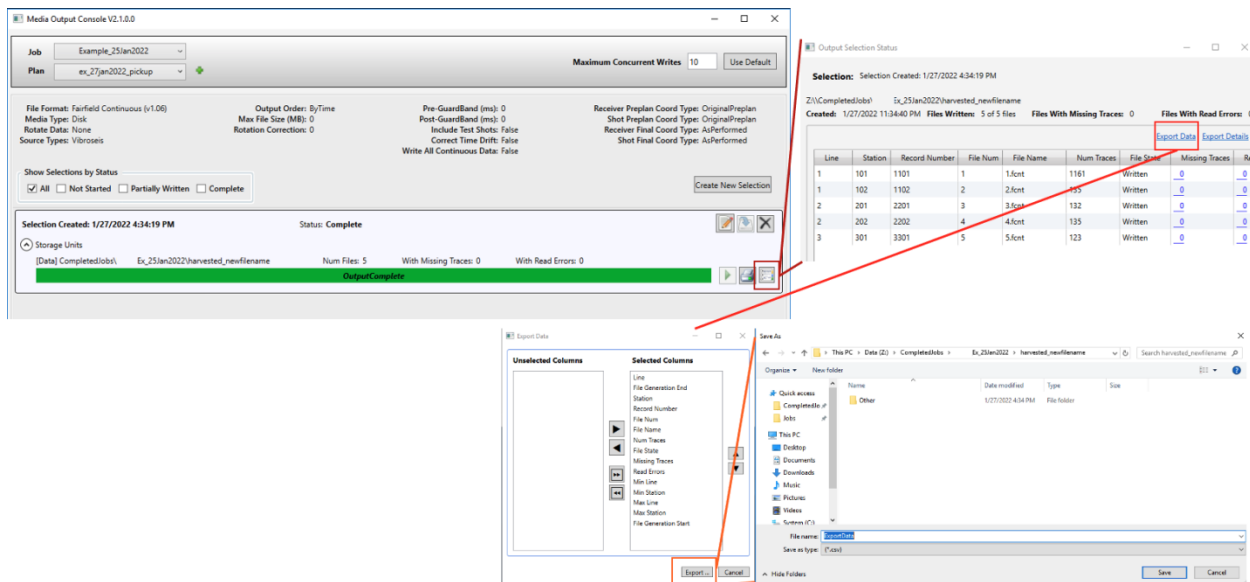 Media Output Console V2.1.0.0
Job Example_25Jan2022
Plan ex_27jan2022_pickup
Maximum Concurrent Writes 10 Use Default
File Format: Fairfield Continuous (v1.06)
Media Type: Disk
Rotate Data: None
Source Types: Vibroseis
Output Order: ByTime
Max File Size (MB): 0
Rotation Correction: 0
Pre-GuardBand (ms): 0
Post-GuardBand (ms): 0
Include Test Shots: False
Correct Time Drift: False
Write All Continuous Data: False
Receiver Preplan Coord Type: OriginalPreplan
Shot Preplan Coord Type: OriginalPreplan
Receiver Final Coord Type: AsPerformed
Shot Final Coord Type: AsPerformed
Show Selections by Status
All Not Started Partially Written Complete
Create New Selection
Selection Created: 1/27/2022 4:34:19 PM Status: Complete
Storage Units
[Data] CompletedJobs\ Ex_25Jan2022\harvested_newfilename Num Files: 5 With Missing Traces: 0 With Read Errors: 0
OutputComplete
Output Selection Status
Selection: Selection Created: 1/27/2022 4:34:19 PM
Z:\\CompletedJobs\ Ex_25Jan2022\harvested_newfilename
Created: 1/27/2022 11:34:40 PM Files Written: 5 of 5 files Files With Missing Traces: 0 Files With Read Errors:
Export Data Export Details
Line Station Record Number File Num File Name Num Traces File State Missing Traces
1 101 1101 1 1.fcnt 1161 Written 0 0
1 102 1102 2 2.fcnt Written 0 0
2 201 2201 3 3.fcnt 132 Written 0 0
2 202 2202 4 4.fcnt 135 Written 0 0
3 301 3301 5 5.fcnt 123 Written 0 0
Export Data
Unselected Columns Selected Columns
Line
File Generation End
Station
Record Number
File Num
File Name
Num Traces
File State
Missing Traces
Read Errors
Min Line
Min Station
Max Line
Max Station
File Generation Start
Export ... Cancel
Save As
This PC › Data (Z:) › CompletedJobs › Ex_25Jan2022 › harvested_newfilename Search harvested_newfilename
Organize New folder
Quick access
CompletedJo
Jobs
This PC
Desktop
Documents
Downloads
Music
Pictures
Videos
System (C:)
Name Date modified Type Size
Other 1/27/2022 4:34 PM File folder
File name: ExportData
Save as type: (*.csv)
Hide Folders Save Cancel